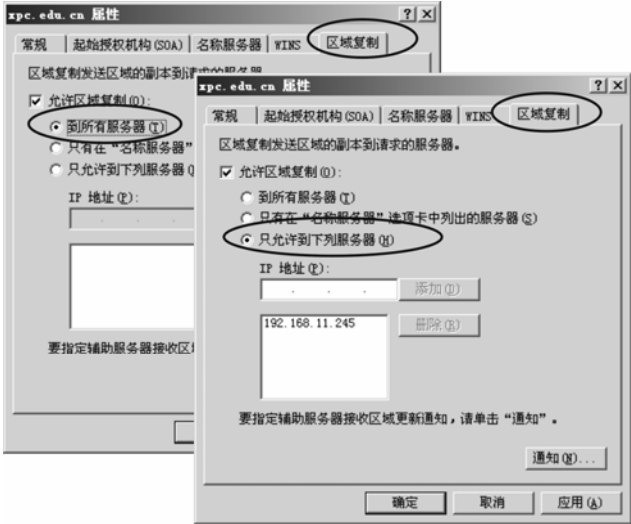 xpc.edu.cn 属性
常规 起始授权机构(SOA) 名称服务器 WINS 区域复制
区域复制发送区域的副本到请求的服务器
允许区域复制(O):
到所有服务器(T)
只有在“名称服务器”
只允许到下列服务器(
IP 地址(P):
要指定辅助服务器接收区域
xpc.edu.cn 属性
常规 起始授权机构(SOA) 名称服务器 WINS 区域复制
区域复制发送区域的副本到请求的服务器。
允许区域复制(O):
到所有服务器(T)
只有在“名称服务器”选项卡中列出的服务器(S)
只允许到下列服务器(H)
IP 地址(P):
添加(D)
192.168.11.245
删除(R)
要指定辅助服务器接收区域更新通知，请单击“通知”。
通知(N)...
确定 取消 应用(A)